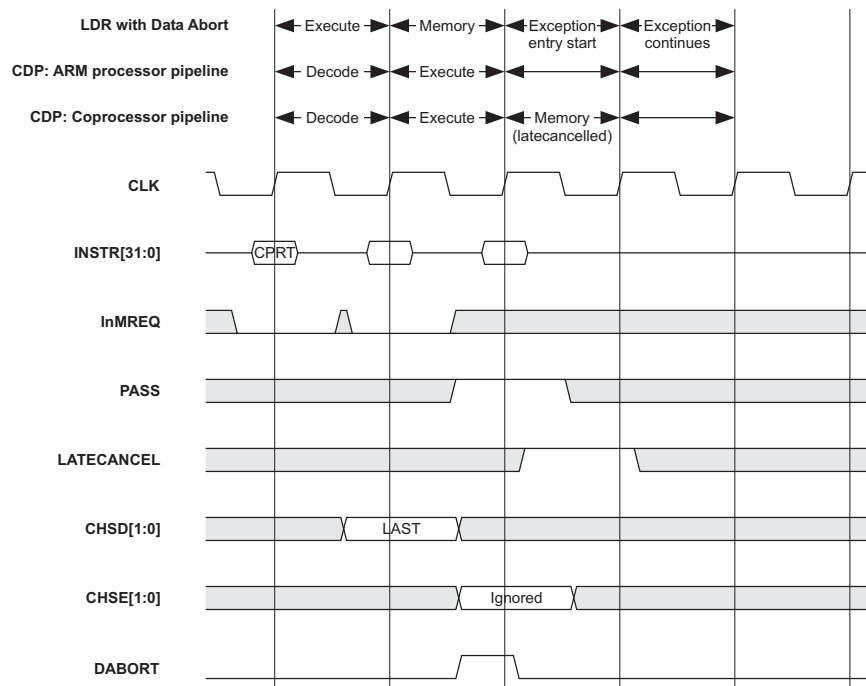 LDR with Data Abort Execute Memory Exception entry start Exception continues
CDP: ARM processor pipeline Decode Execute
CDP: Coprocessor pipeline Decode Execute Memory (latecancelled)
CLK
INSTR[31:0] CPRT
InMREQ
PASS
LATECANCEL
CHSD[1:0] LAST
CHSE[1:0] Ignored
DABORT